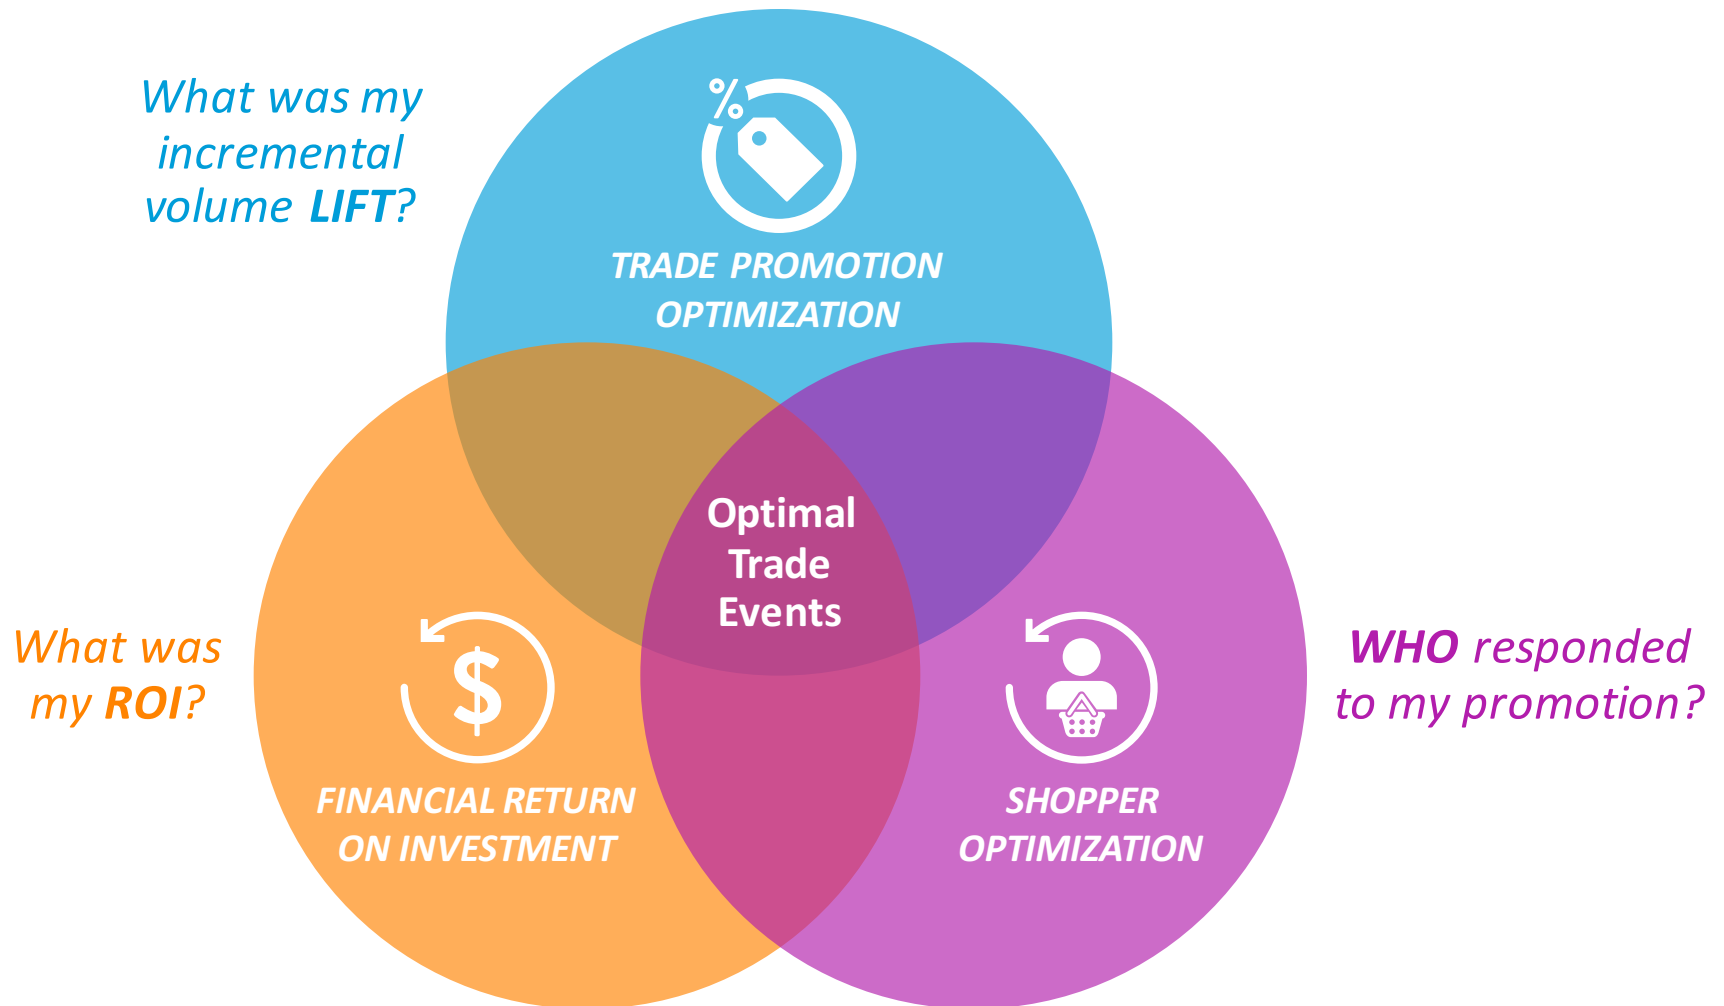 What was my
incremental
volume LIFT?
%
TRADE PROMOTION
OPTIMIZATION
Optimal
Trade
Events
What was
my ROI?
$
FINANCIAL RETURN
ON INVESTMENT
SHOPPER
OPTIMIZATION
WHO responded
to my promotion?